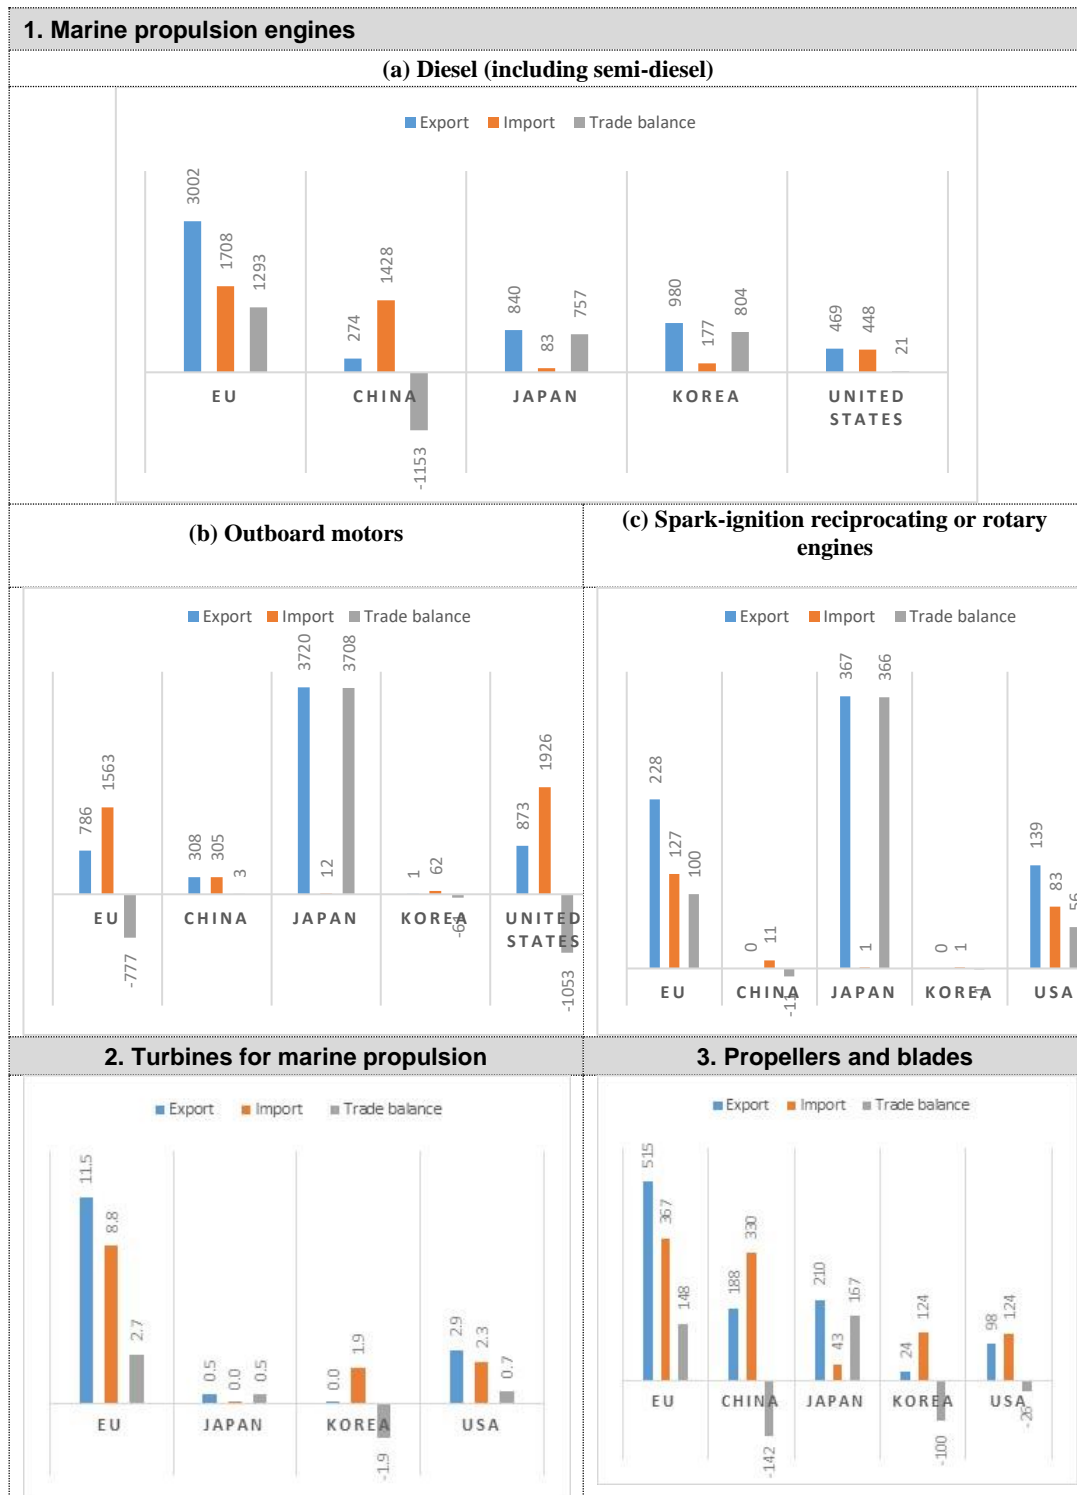 1. Marine propulsion engines
(a) Diesel (including semi-diesel)
Export Import Trade balance
3002 1708 1293 274 1428 -1153 840 83 757 980 177 804 469 448 21
EU CHINA JAPAN KOREA UNITED
STATES
(b) Outboard motors
Export Import Trade balance
786 1563 -777 308 305 3 3720 12 3708 1 62 -61 873 1926 -1053
EU CHINA JAPAN KOREA UNITED
STATES
(c) Spark-ignition reciprocating or rotary
engines
Export Import Trade balance
228 127 100 0 11 -11 367 1 366 0 1 139 83 56
EU CHINA JAPAN KOREA USA
2. Turbines for marine propulsion
Export Import Trade balance
11.5 8.8 2.7 0.5 0.0 0.5 0.0 1.9 -1.9 2.9 2.3 0.7
EU JAPAN KOREA USA
3. Propellers and blades
Export Import Trade balance
515 367 148 188 330 -142 210 43 167 24 124 -100 98 124 -26
EU CHINA JAPAN KOREA USA